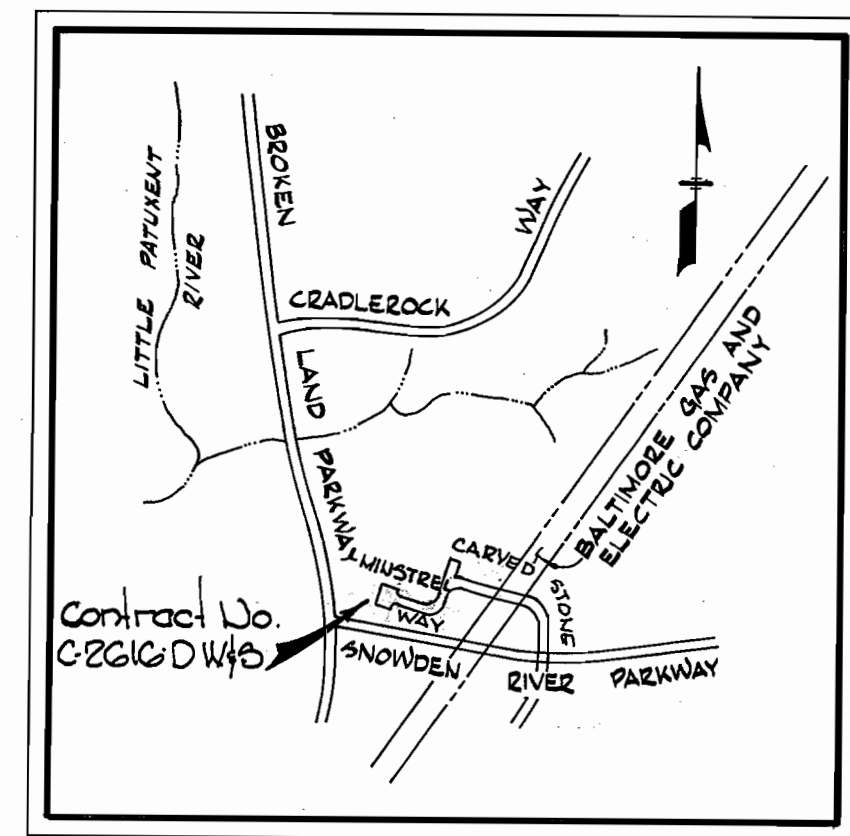 LITTLE PATUXENT
RIVER
BROKEN
LAND
PARKWAY
CRADLEROCK
WAY
BALTIMORE GAS AND
ELECTRIC COMPANY
CARVED
STONE
MINSTREL
WAY
SNOWDEN
RIVER
PARKWAY
Contract No.
C-2616-D W&S